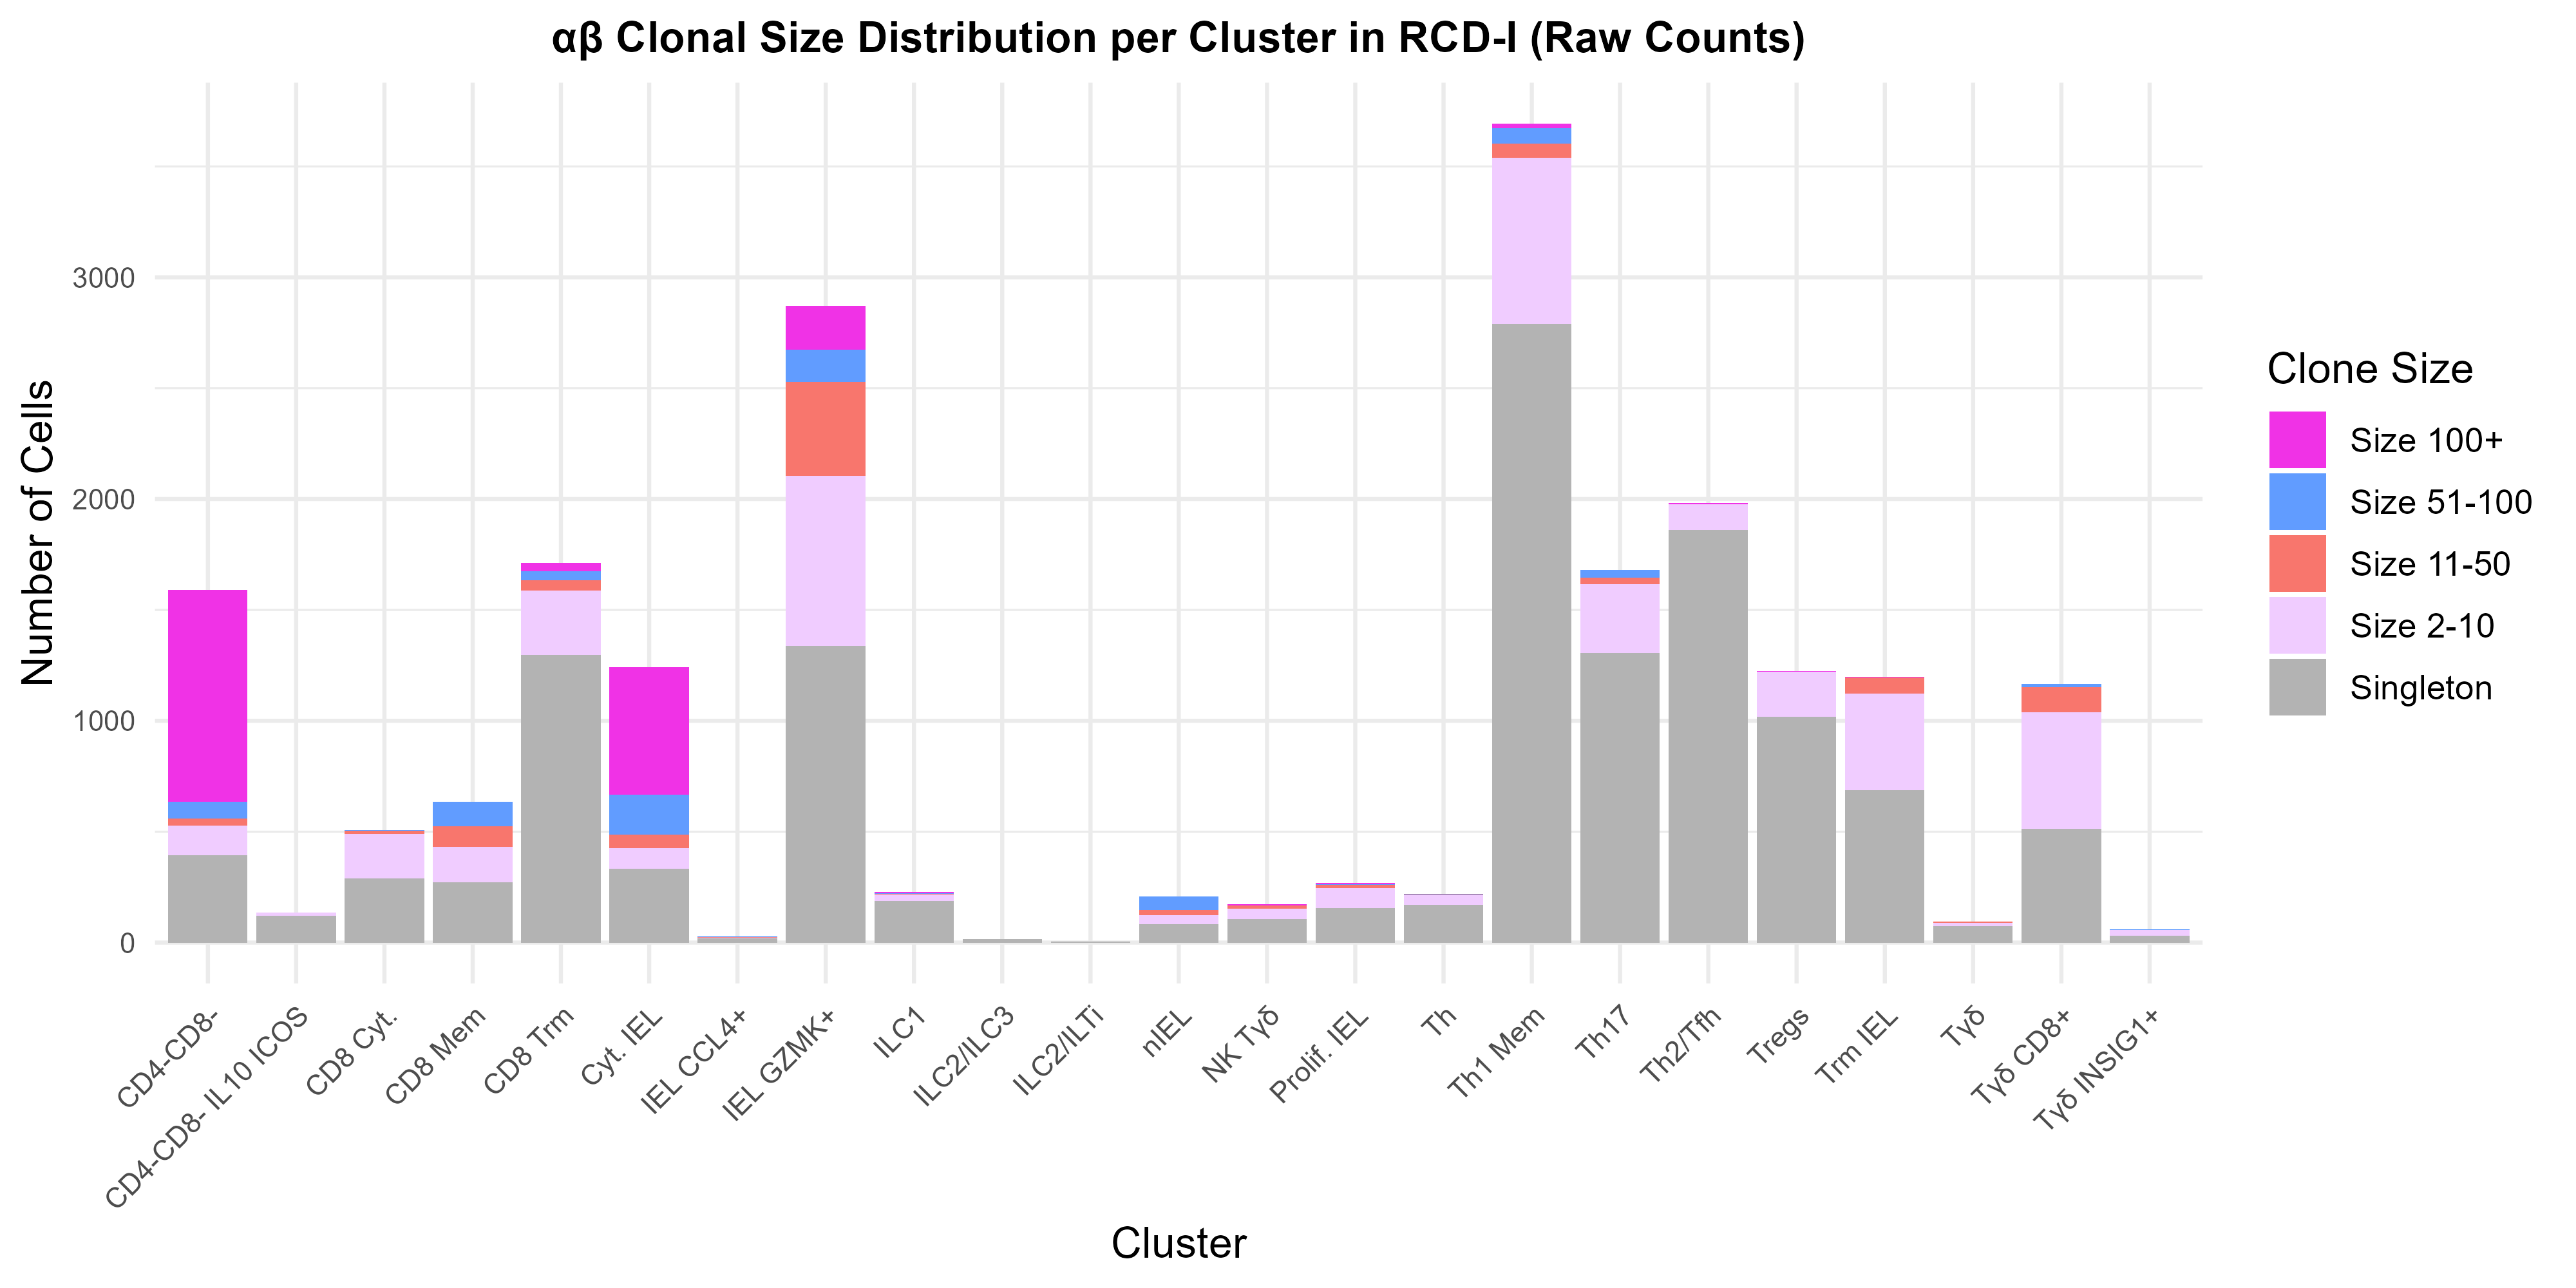 αβ Clonal Size Distribution per Cluster in RCD-I (Raw Counts)
Number of Cells
3000
2000
1000
0
CD4-CD8-
CD4-CD8- IL10 ICOS
CD8 Cyt.
CD8 Mem
CD8 Trm
Cyt. IEL
IEL CCL4+
IEL GZMK+
ILC1
ILC2/ILC3
ILC2/ILTi
nIEL
NK Tγδ
Prolif. IEL
Th
Th1 Mem
Th17
Th2/Tfh
Tregs
Trm IEL
Tγδ
Tγδ CD8+
Tγδ INSIG1+
Cluster
Clone Size
Size 100+
Size 51-100
Size 11-50
Size 2-10
Singleton